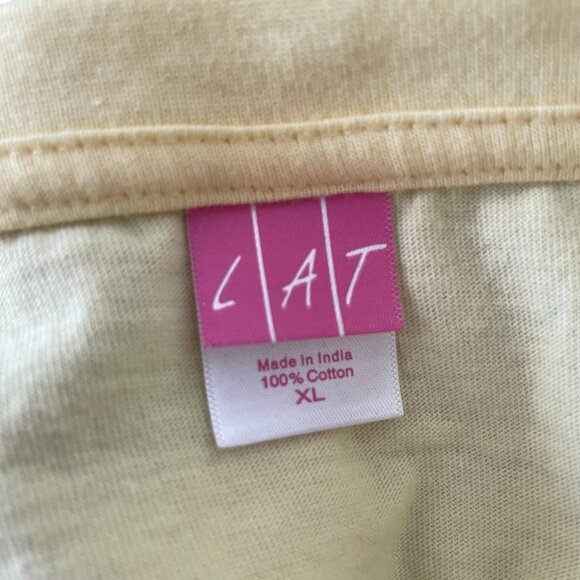 L A T
Made in India
100% Cotton
XL